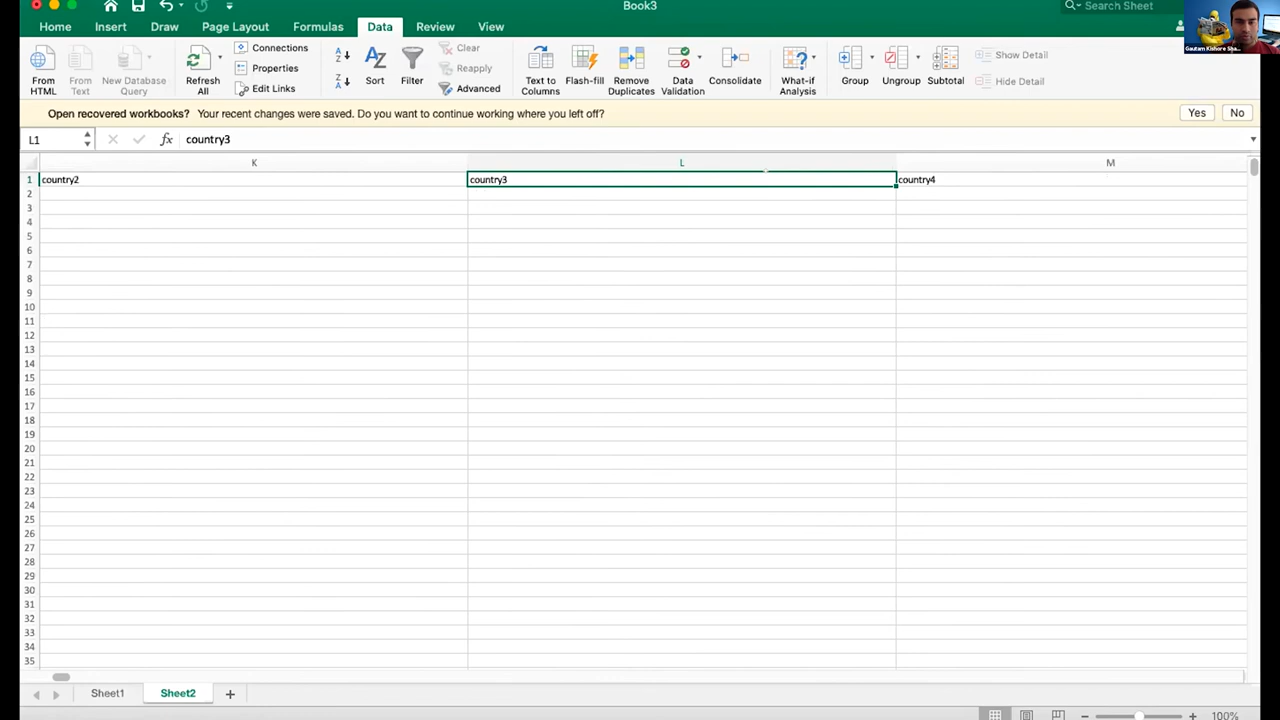 Book3
Search Sheet
Home Insert Draw Page Layout Formulas Data Review View
From HTML
From Text
New Database Query
Refresh All
Connections
Properties
Edit Links
Sort
Filter
Clear
Reapply
Advanced
Text to Columns
Flash-fill
Remove Duplicates
Data Validation
Consolidate
What-if Analysis
Group
Ungroup
Subtotal
Show Detail
Hide Detail
Gautam Kishore Sha...
Open recovered workbooks? Your recent changes were saved. Do you want to continue working where you left off? Yes No
L1 fx country3
K L M
1 country2 country3 country4
2
3
4
5
6
7
8
9
10
11
12
13
14
15
16
17
18
19
20
21
22
23
24
25
26
27
28
29
30
31
32
33
34
35
Sheet1 Sheet2 +
100%